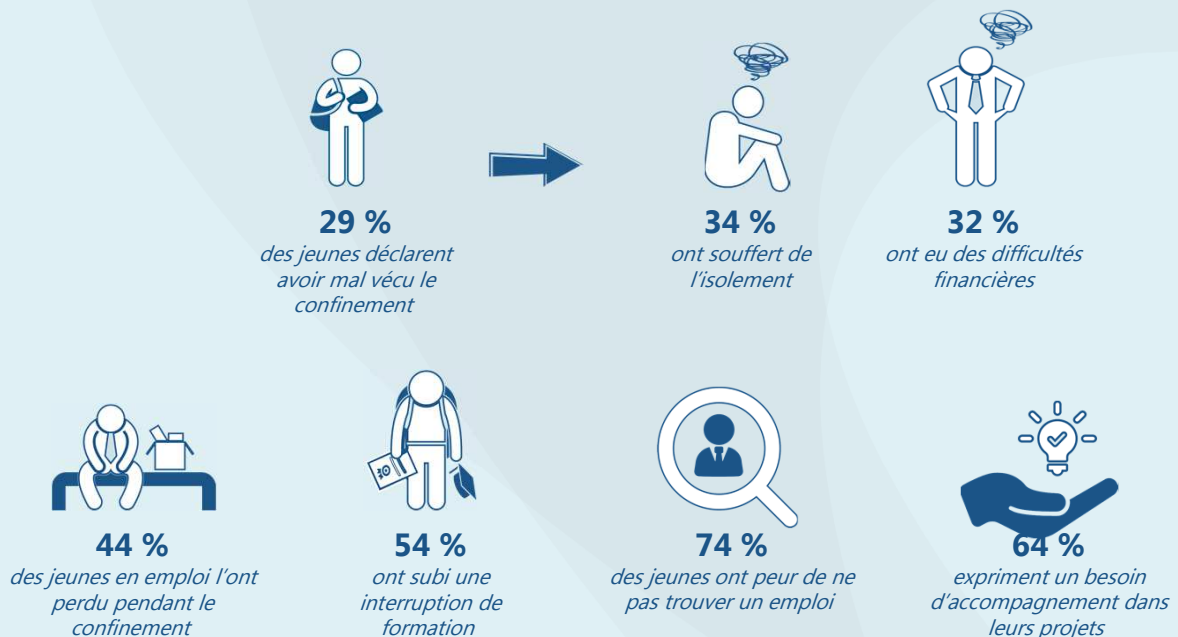 29 %
des jeunes déclarent
avoir mal vécu le
confinement
34 %
ont souffert de
l'isolement
32 %
ont eu des difficultés
financières
44 %
des jeunes en emploi l'ont
perdu pendant le
confinement
54 %
ont subi une
interruption de
formation
74 %
des jeunes ont peur de ne
pas trouver un emploi
64 %
expriment un besoin
d'accompagnement dans
leurs projets